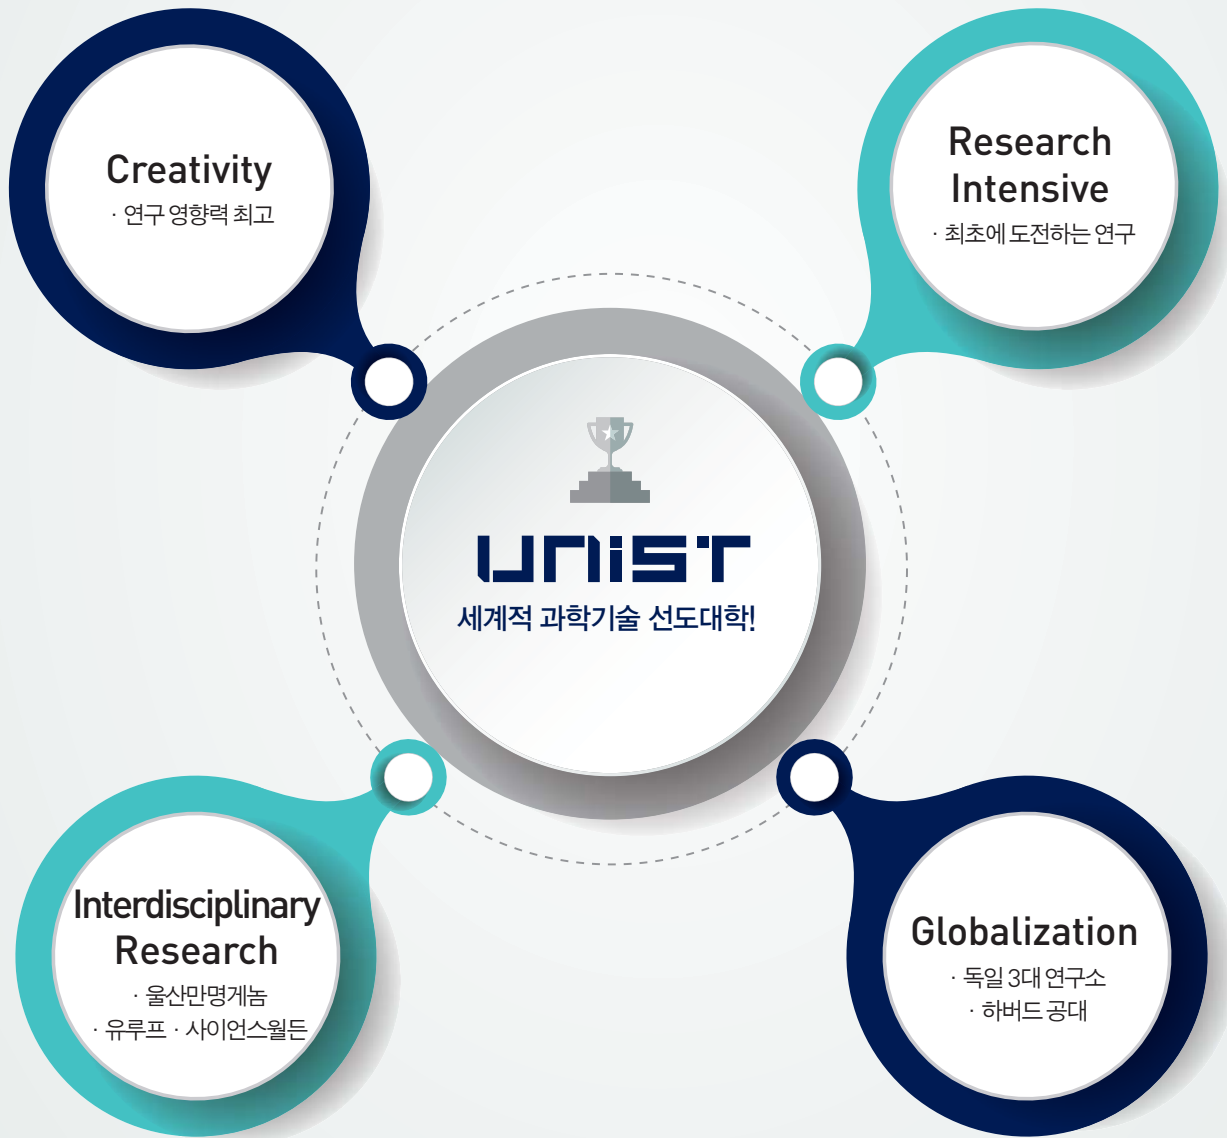 Creativity
· 연구 영향력 최고
Research
Intensive
· 최초에 도전하는 연구
UNiST
세계적 과학기술 선도대학!
Interdisciplinary
Research
· 울산만명게놈
· 유루프 · 사이언스월든
Globalization
· 독일 3대 연구소
· 하버드 공대